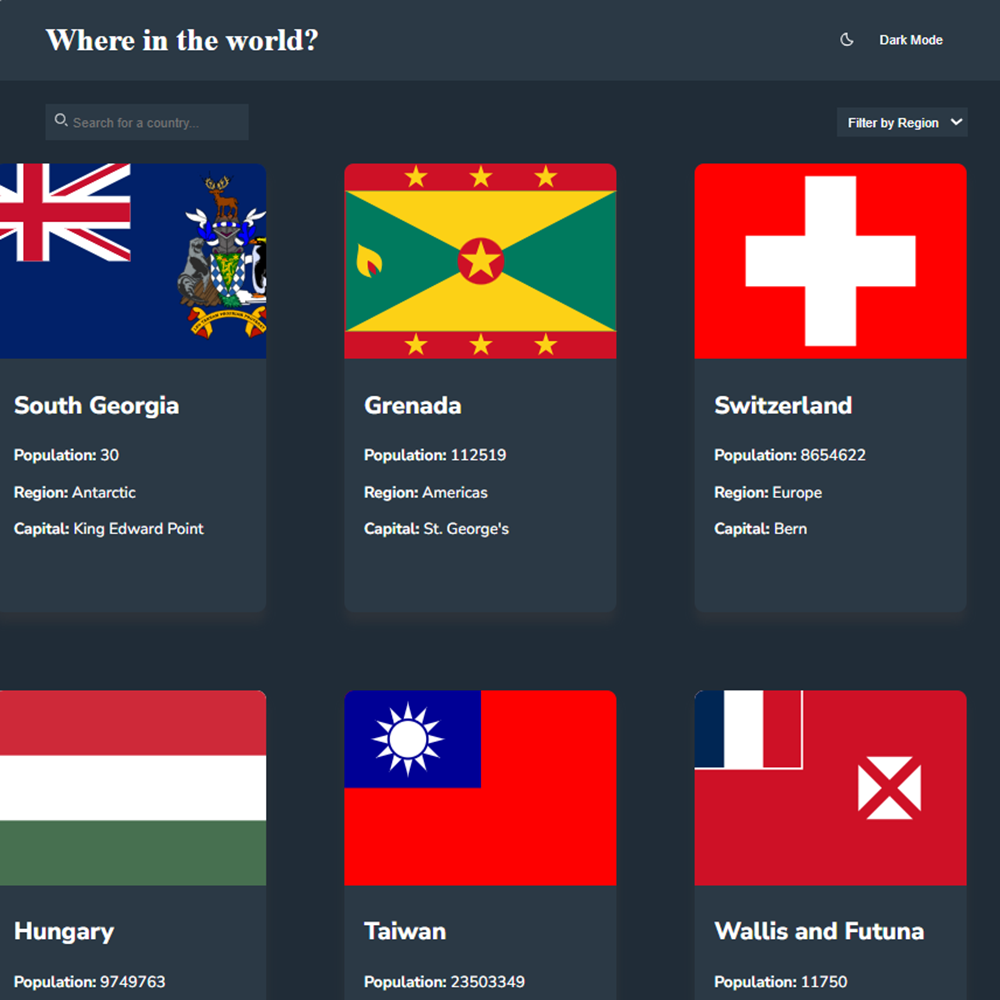 Where in the world?
Dark Mode
Search for a country...
Filter by Region
South Georgia
Population: 30
Region: Antarctic
Capital: King Edward Point
Grenada
Population: 112519
Region: Americas
Capital: St. George's
Switzerland
Population: 8654622
Region: Europe
Capital: Bern
Hungary
Population: 9749763
Taiwan
Population: 23503349
Wallis and Futuna
Population: 11750